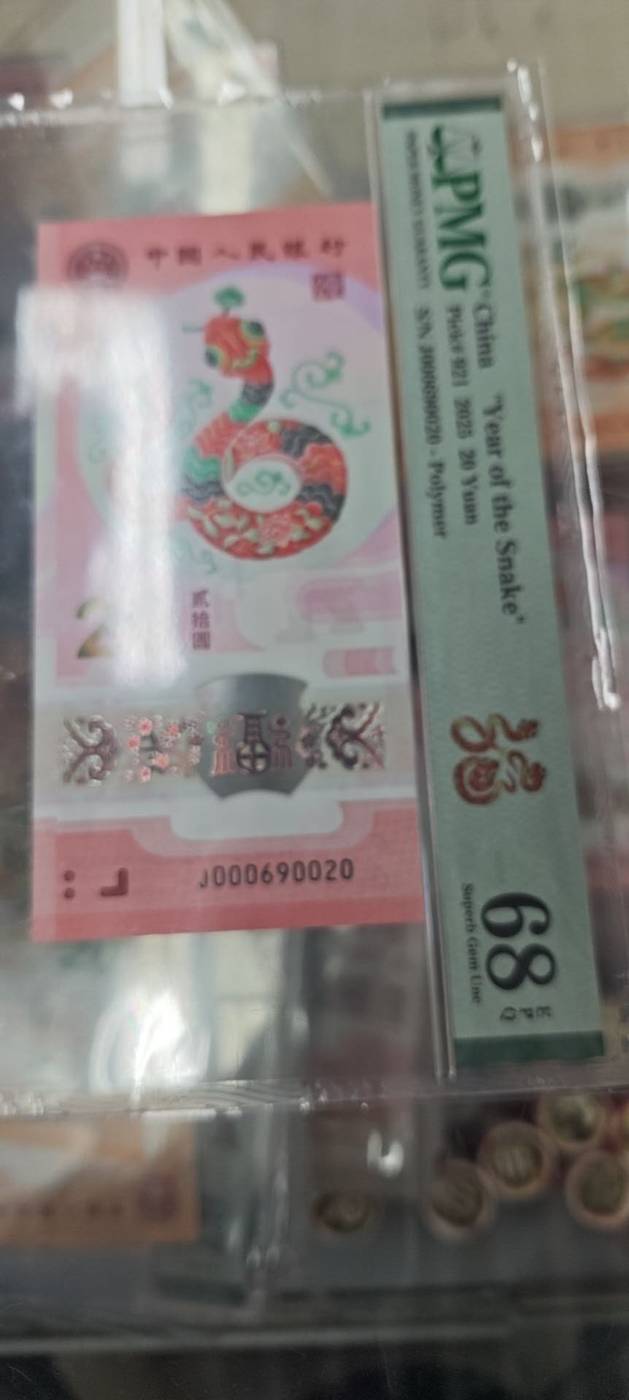 PMG
China "Year of the Snake"
Pick# 921 2025 20 Yuan
S/N J000690020 - Polymer
68
EPQ
Superb Gem Unc
中國人民銀行
貳拾圓
2
J000690020